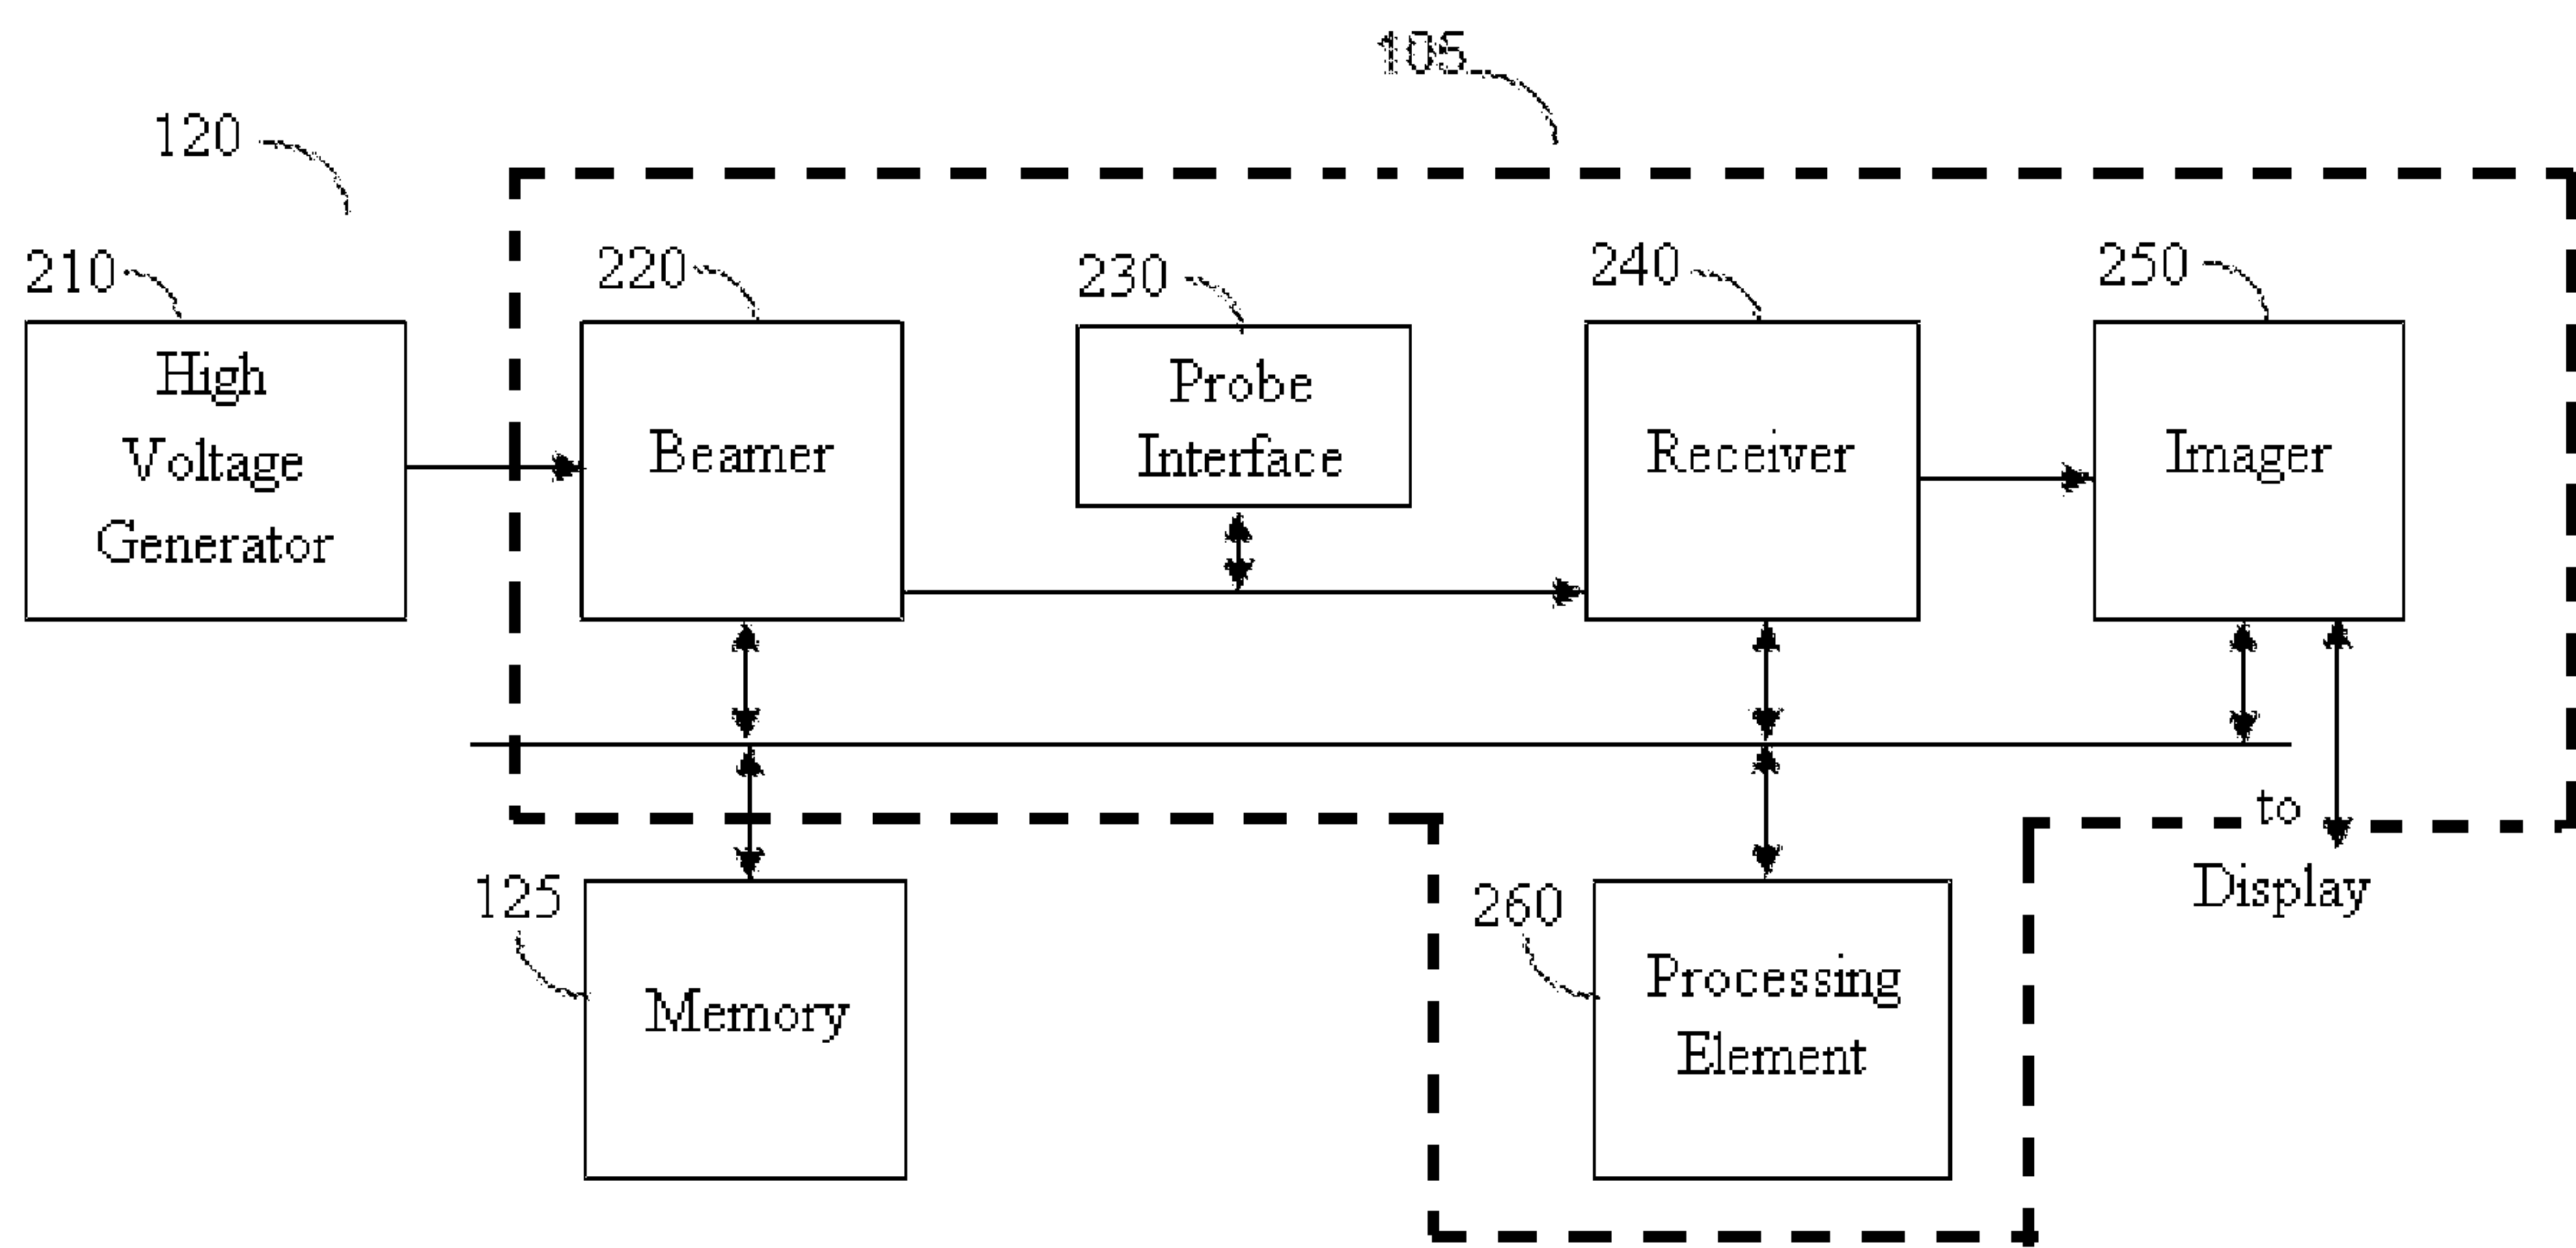 105
120
210
220
230
240
250
High
Voltage
Generator
Beamer
Probe
Interface
Receiver
Imager
to
Display
125
Memory
260
Processing
Element